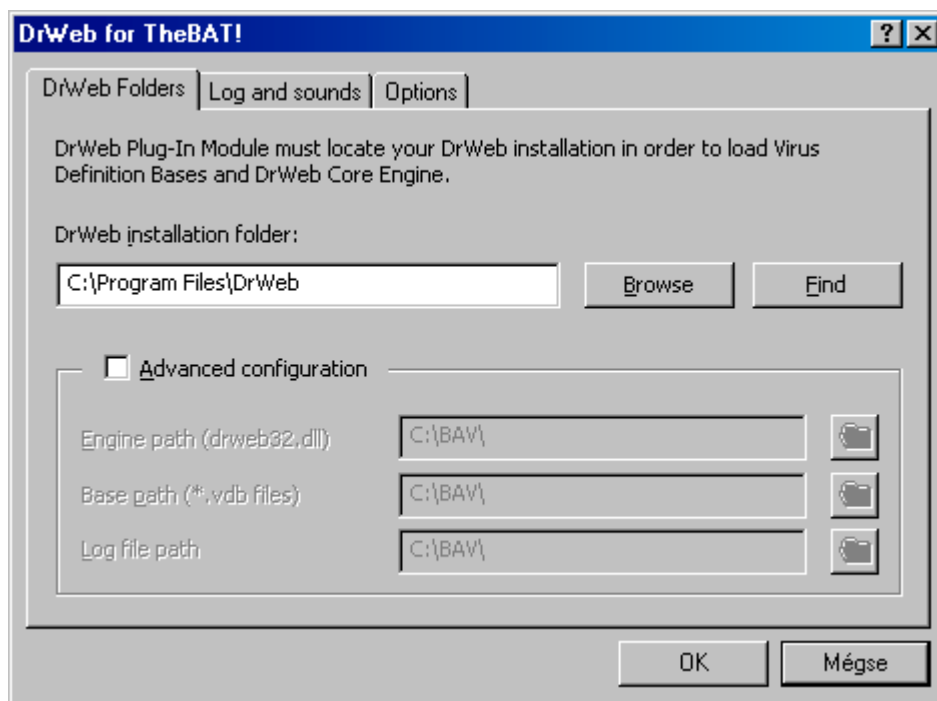 DrWeb for TheBAT!
DrWeb Folders
Log and sounds
Options
DrWeb Plug-In Module must locate your DrWeb installation in order to load Virus
Definition Bases and DrWeb Core Engine.
DrWeb installation folder:
C:\Program Files\DrWeb
Browse
Find
Advanced configuration
Engine path (drweb32.dll)
C:\BAV\
Base path (*.vdb files)
C:\BAV\
Log file path
C:\BAV\
OK
Mégse